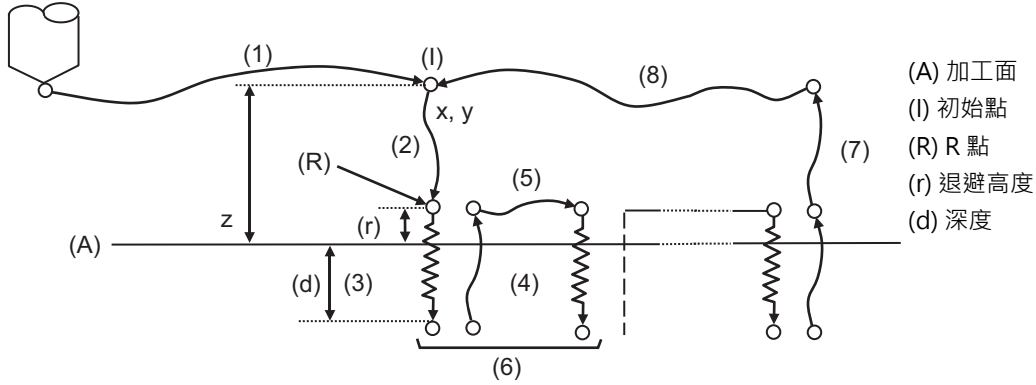 (1)
(I)
(8)
(A) 加工面
(I) 初始點
(R) R 點
(r) 退避高度
(d) 深度
x, y
(2)
(7)
(R)
(5)
z
(r)
(A)
(d)
(3)
(4)
(6)